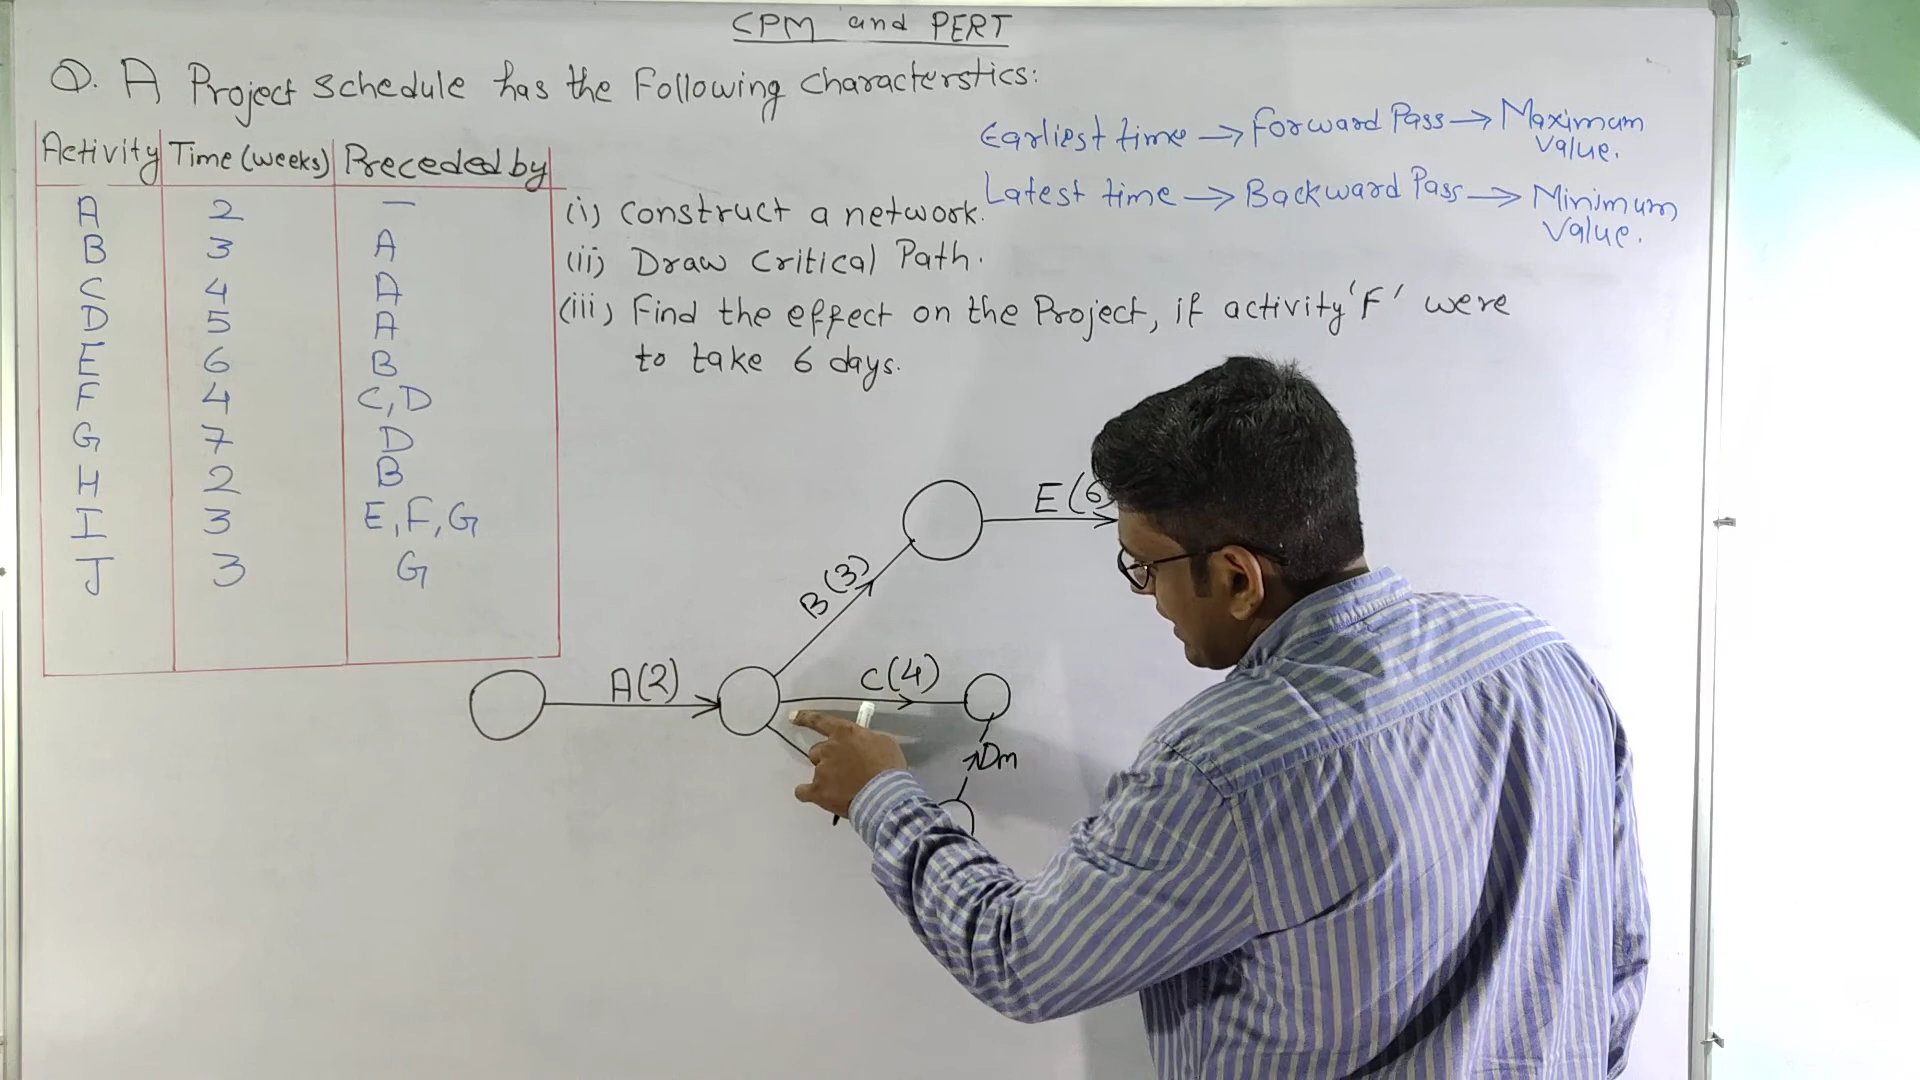 CPM and PERT
Q. A Project schedule has the Following Characterstics:
Activity Time (weeks) Preceded by
A 2 —
B 3 A
C 4 A
D 5 A
E 6 B
F 4 C,D
G 7 D
H 2 B
I 3 E,F,G
J 3 G
Earliest time → Forward Pass → Maximum
Value.
Latest time → Backward Pass → Minimum
Value.
(i) Construct a network.
(ii) Draw Critical Path.
(iii) Find the effect on the Project, if activity 'F' were
to take 6 days.
E(6
B(3)
A(2)
C(4)
Dm